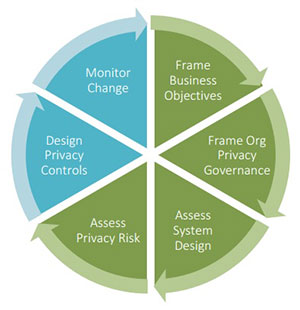 Monitor
Change
Frame
Business
Objectives
Design
Privacy
Controls
Frame Org
Privacy
Governance
Assess
Privacy Risk
Assess
System
Design